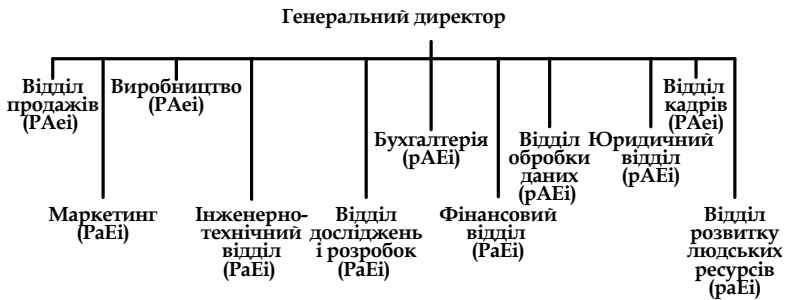 Генеральний директор
Відділ
продажів
(PAei)
Виробництво
(PAei)
Відділ
кадрів
(PAei)
Бухгалтерія
(pAEi)
Відділ
обробки
даних
(pAEi)
Юридичний
відділ
(pAEi)
Маркетинг
(PaEi)
Інженерно-
технічний
відділ
(PaEi)
Відділ
досліджень
і розробок
(PaEi)
Фінансовий
відділ
(PaEi)
Відділ
розвитку
людських
ресурсів
(paEi)